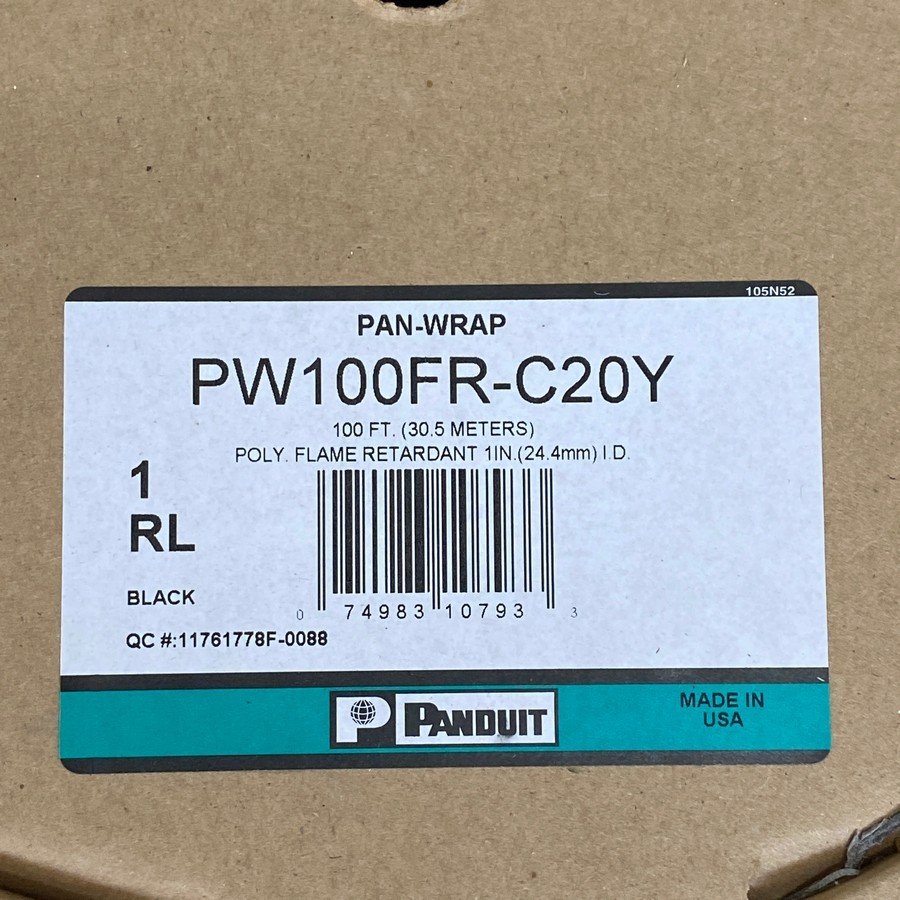 105N52
PAN-WRAP
PW100FR-C20Y
100 FT. (30.5 METERS)
POLY. FLAME RETARDANT 1IN.(24.4mm) I.D.
1
RL
BLACK
0 74983 10793 3
QC #:11761778F-0088
P PANDUIT
MADE IN
USA